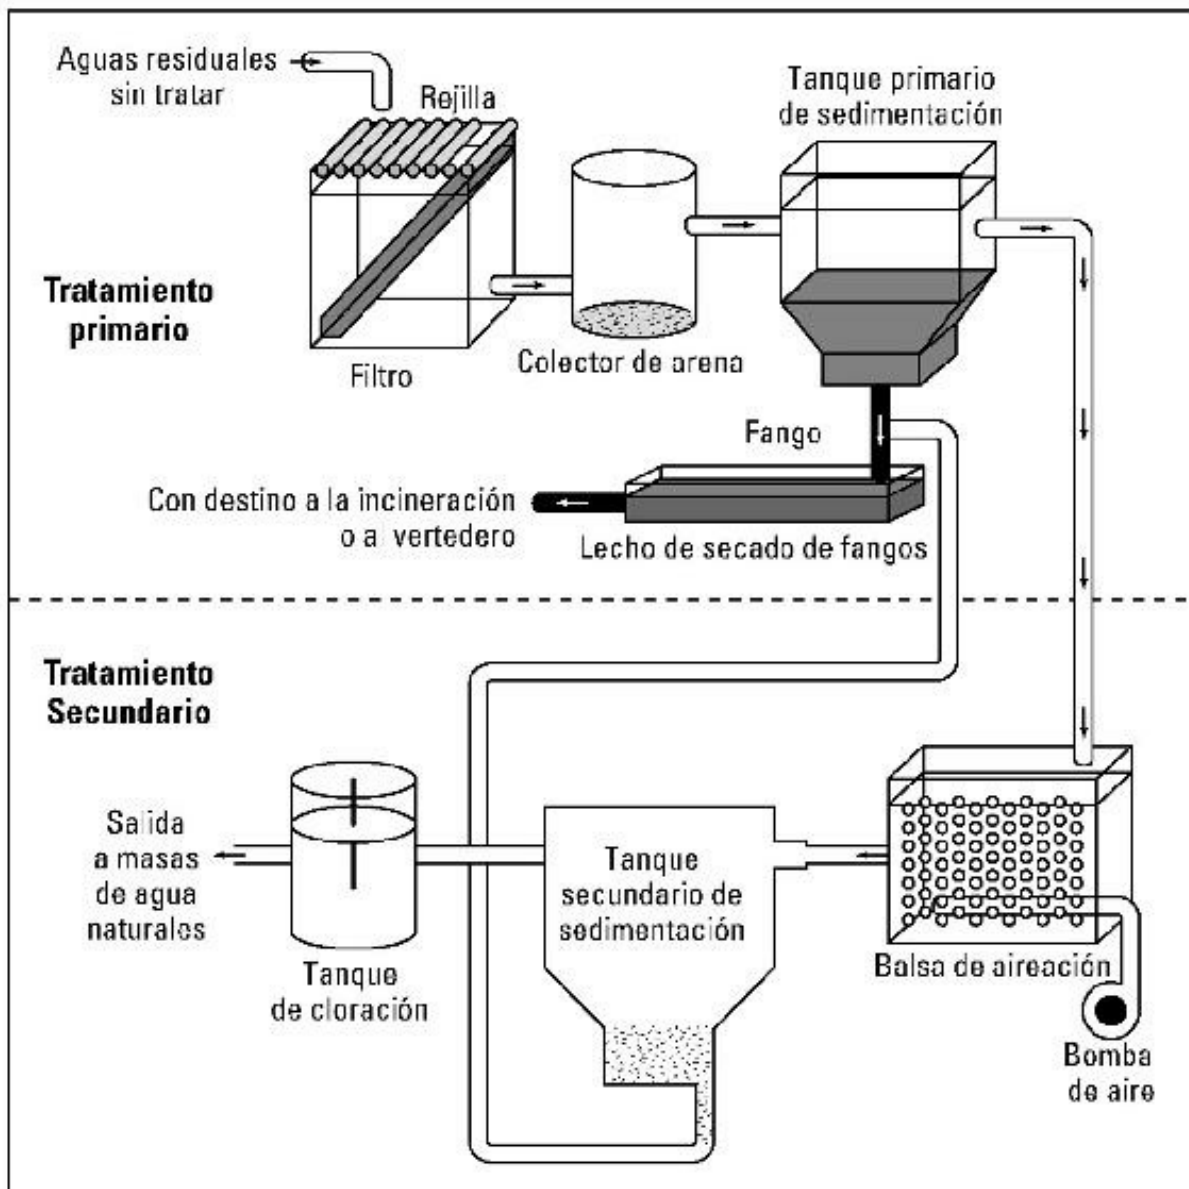 Aguas residuales
sin tratar
Rejilla
Tanque primario
de sedimentación
Tratamiento
primario
Filtro
Colector de arena
Fango
Con destino a la incineración
o al vertedero
Lecho de secado de fangos
Tratamiento
Secundario
Salida
a masas
de agua
naturales
Tanque
de cloración
Tanque
secundario de
sedimentación
Balsa de aireación
Bomba
de aire